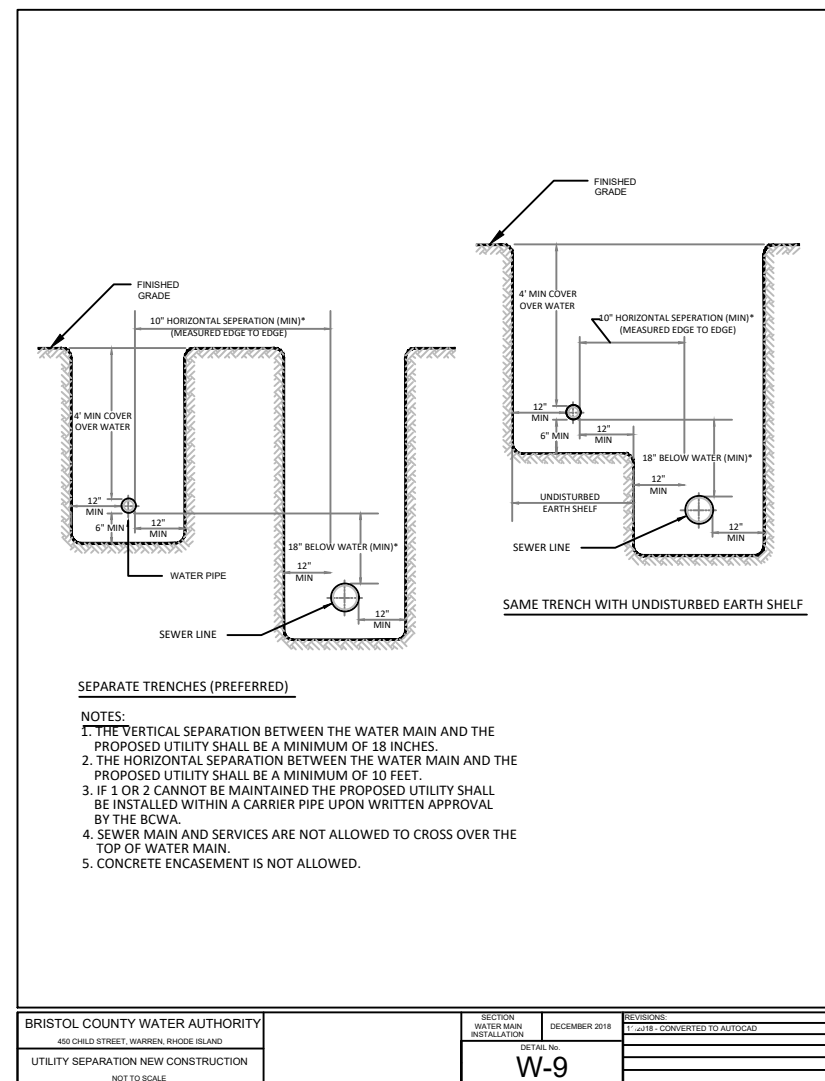 FINISHED
GRADE
4' MIN COVER
OVER WATER
10" HORIZONTAL SEPERATION (MIN)*
(MEASURED EDGE TO EDGE)
12"
MIN
6" MIN
12"
MIN
18" BELOW WATER (MIN)*
12"
MIN
UNDISTURBED
EARTH SHELF
12"
MIN
SEWER LINE
SAME TRENCH WITH UNDISTURBED EARTH SHELF
FINISHED
GRADE
10" HORIZONTAL SEPERATION (MIN)*
(MEASURED EDGE TO EDGE)
4' MIN COVER
OVER WATER
12"
MIN
6" MIN
12"
MIN
18" BELOW WATER (MIN)*
12"
MIN
WATER PIPE
12"
MIN
SEWER LINE
SEPARATE TRENCHES (PREFERRED)
NOTES:
1. THE VERTICAL SEPARATION BETWEEN THE WATER MAIN AND THE
PROPOSED UTILITY SHALL BE A MINIMUM OF 18 INCHES.
2. THE HORIZONTAL SEPARATION BETWEEN THE WATER MAIN AND THE
PROPOSED UTILITY SHALL BE A MINIMUM OF 10 FEET.
3. IF 1 OR 2 CANNOT BE MAINTAINED THE PROPOSED UTILITY SHALL
BE INSTALLED WITHIN A CARRIER PIPE UPON WRITTEN APPROVAL
BY THE BCWA.
4. SEWER MAIN AND SERVICES ARE NOT ALLOWED TO CROSS OVER THE
TOP OF WATER MAIN.
5. CONCRETE ENCASEMENT IS NOT ALLOWED.
BRISTOL COUNTY WATER AUTHORITY
450 CHILD STREET, WARREN, RHODE ISLAND
UTILITY SEPARATION NEW CONSTRUCTION
NOT TO SCALE
SECTION
WATER MAIN
INSTALLATION
DECEMBER 2018
DETAIL No.
W-9
REVISIONS:
- CONVERTED TO AUTOCAD